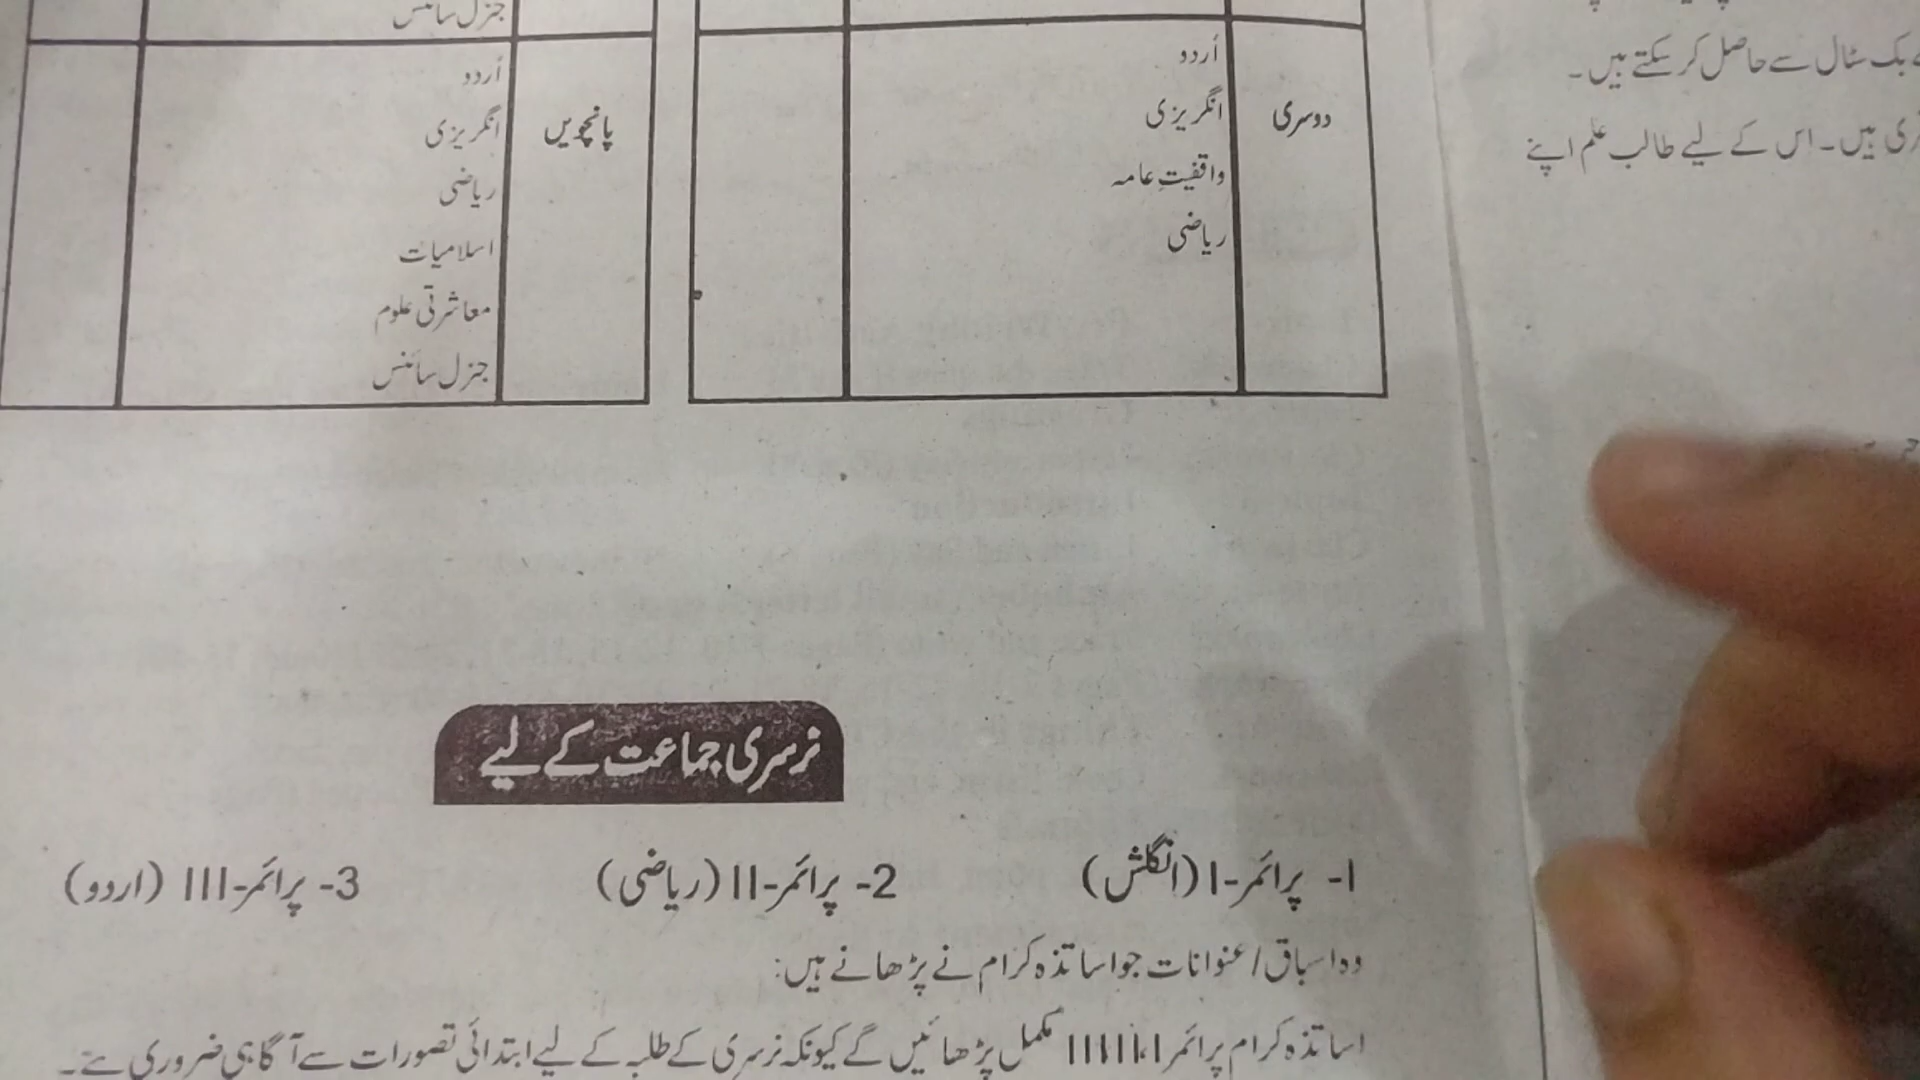 دوسری
اُردو
انگریزی
واقفیتِ عامہ
ریاضی
جنرل سائنس
پانچویں
اُردو
انگریزی
ریاضی
اسلامیات
معاشرتی علوم
جنرل سائنس
نرسری جماعت کے لیے
1- پرائمر-I (انگلش) 2- پرائمر-II (ریاضی) 3- پرائمر-III (اردو)
وہ اسباق/عنوانات جو اساتذہ کرام نے پڑھانے ہیں:
اساتذہ کرام پرائمر I،II،III مکمل پڑھائیں گے کیونکہ نرسری کے طلبہ کے لیے ابتدائی تصورات سے آگاہی ضروری ہے۔
بک سٹال سے حاصل کر سکتے ہیں۔
ہیں۔ اس کے لیے طالب علم اپنے